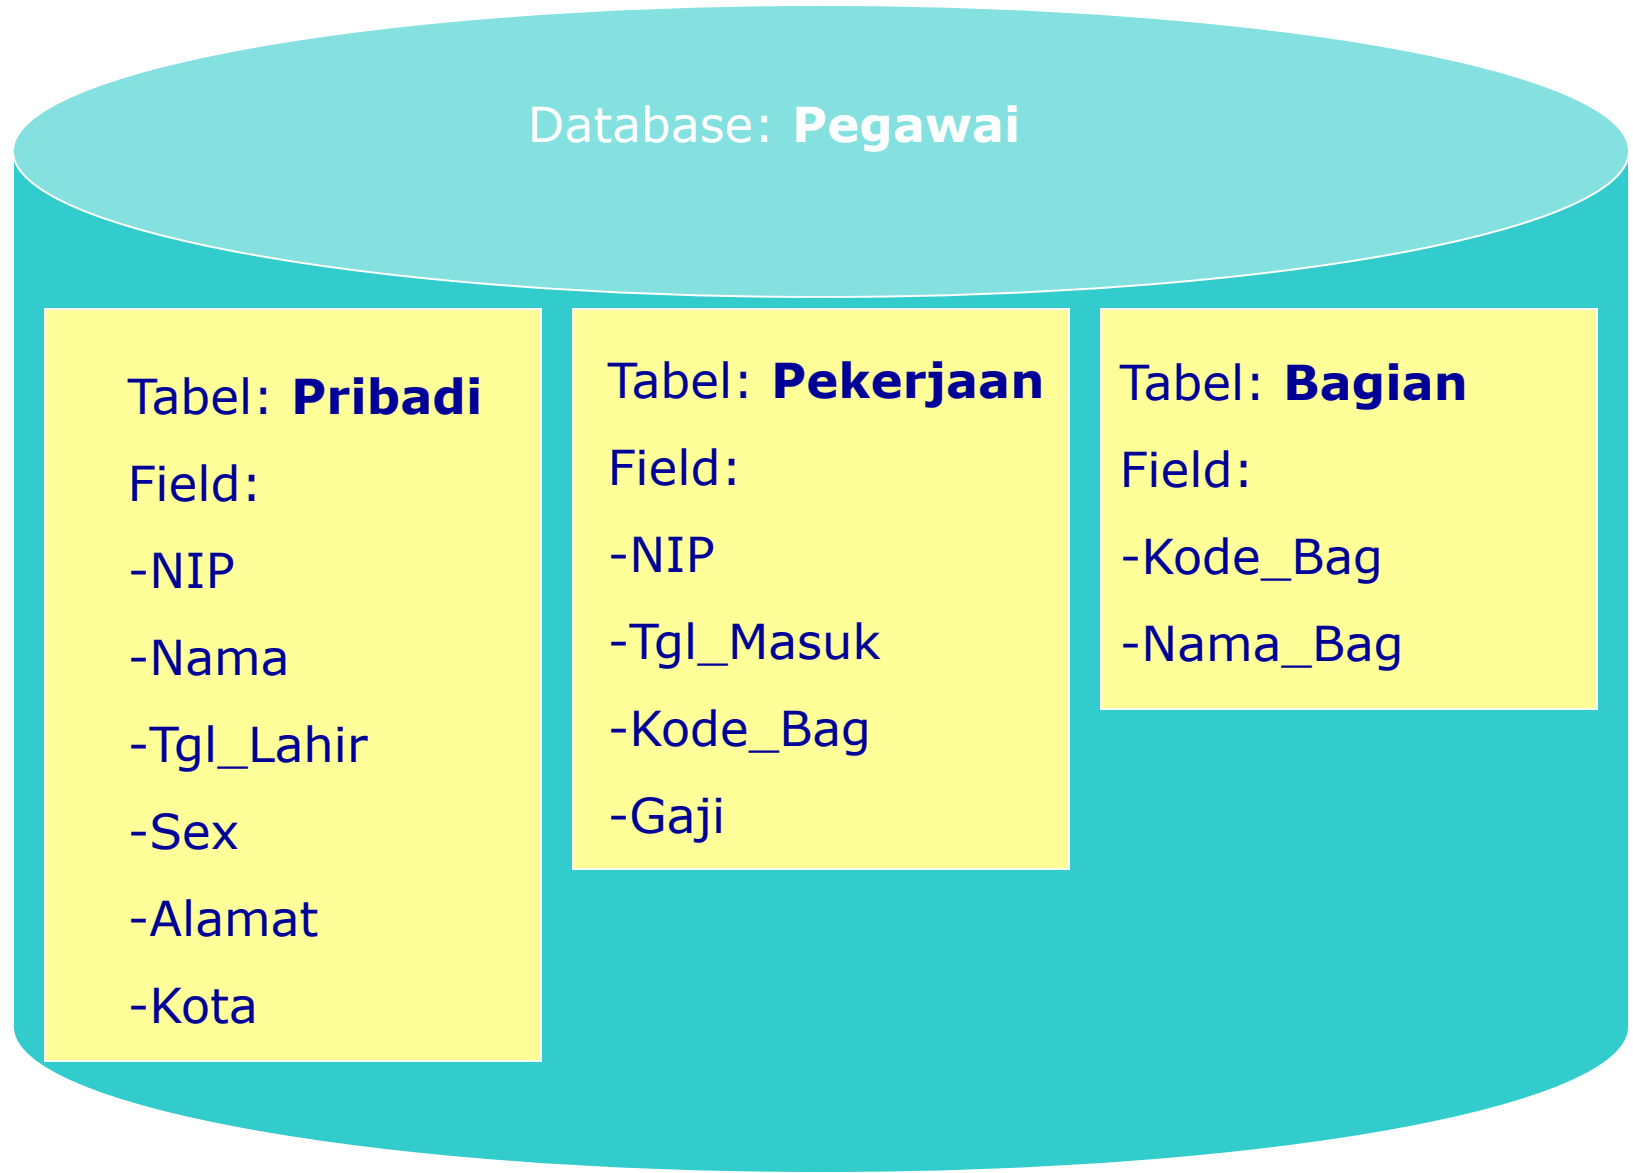 Database: Pegawai
Tabel: Pribadi
Field:
-NIP
-Nama
-Tgl_Lahir
-Sex
-Alamat
-Kota
Tabel: Pekerjaan
Field:
-NIP
-Tgl_Masuk
-Kode_Bag
-Gaji
Tabel: Bagian
Field:
-Kode_Bag
-Nama_Bag